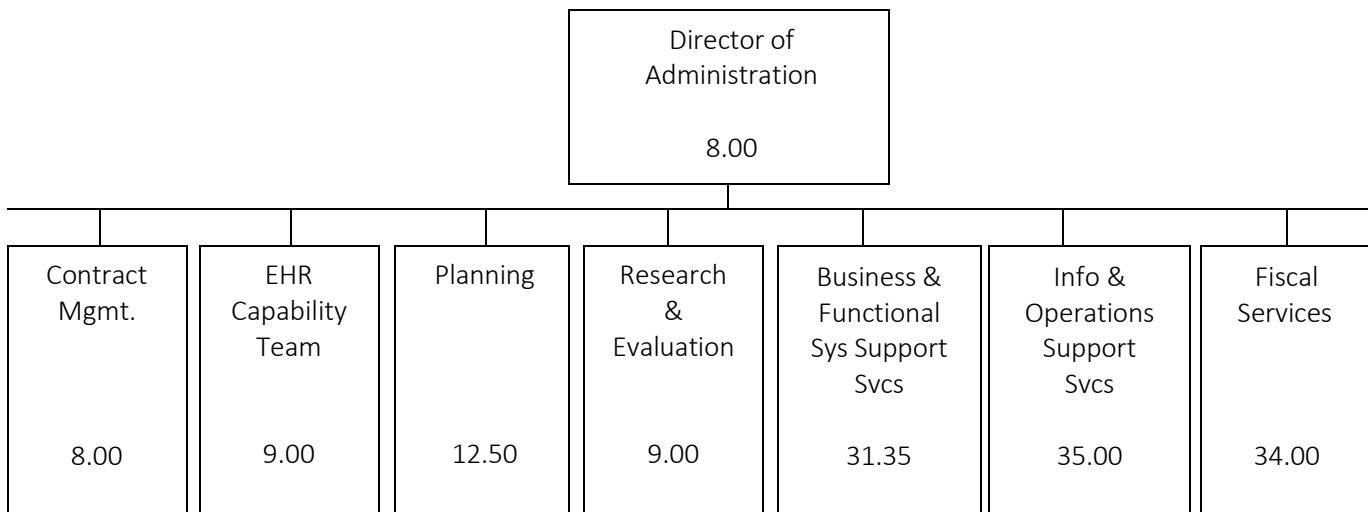 Director of
Administration
8.00
Contract
Mgmt.
8.00
EHR
Capability
Team
9.00
Planning
12.50
Research
&
Evaluation
9.00
Business &
Functional
Sys Support
Svcs
31.35
Info &
Operations
Support
Svcs
35.00
Fiscal
Services
34.00